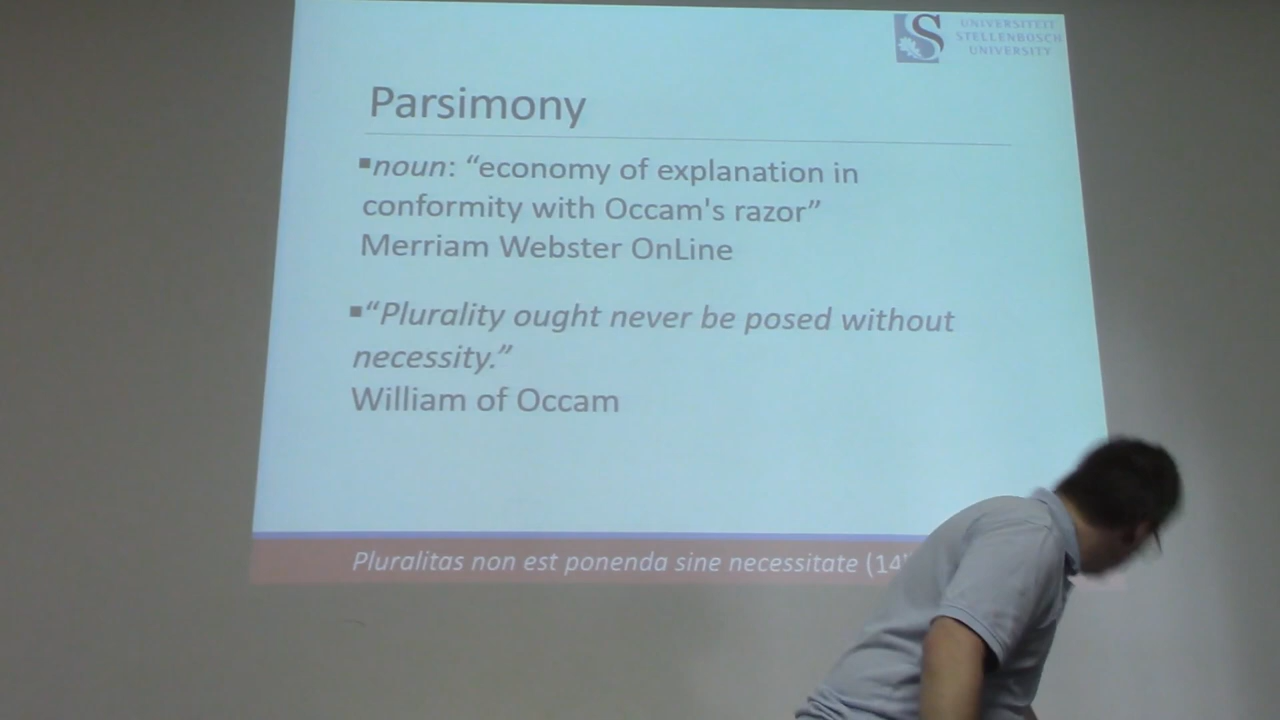 UNIVERSITEIT
STELLENBOSCH
UNIVERSITY
Parsimony
▪noun: “economy of explanation in
conformity with Occam's razor”
Merriam Webster OnLine
▪“Plurality ought never be posed without
necessity.”
William of Occam
Pluralitas non est ponenda sine necessitate (14